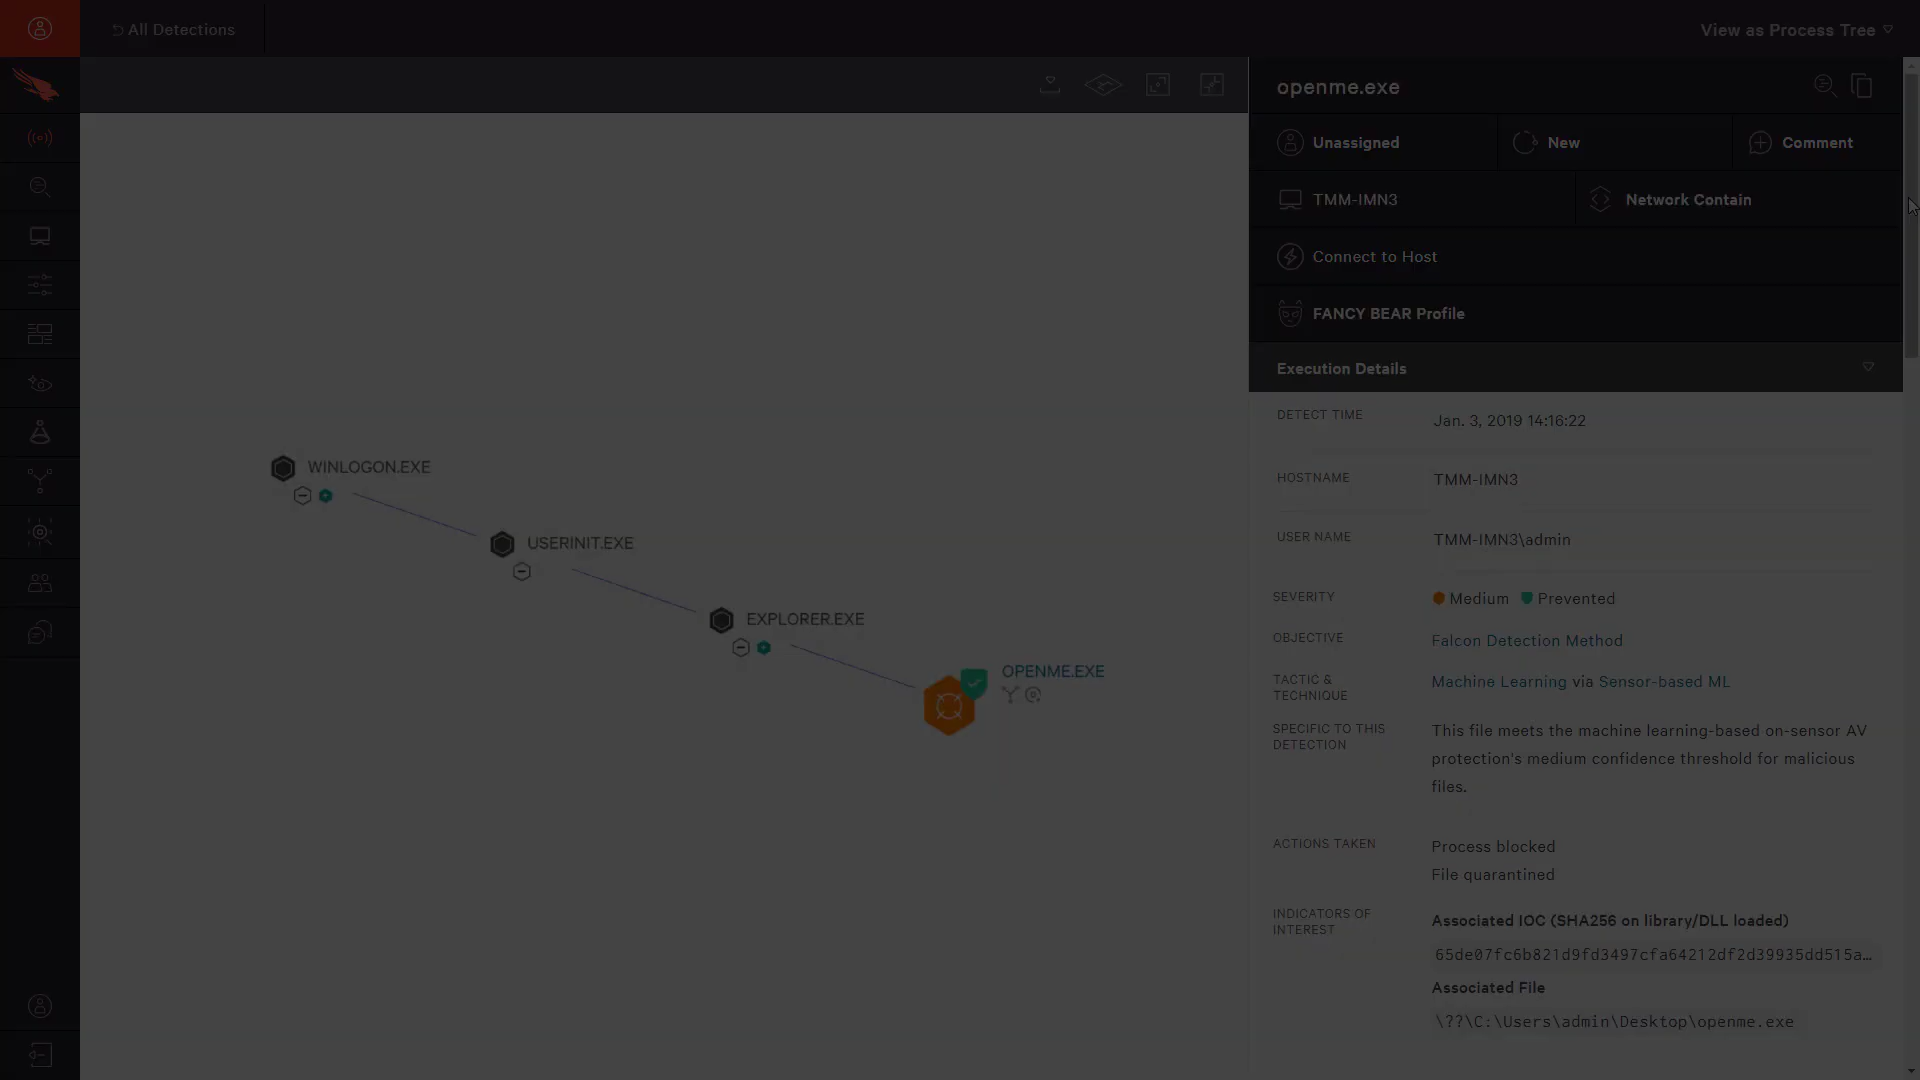 All Detections
View as Process Tree
openme.exe
Unassigned
New
Comment
TMM-IMN3
Network Contain
Connect to Host
FANCY BEAR Profile
Execution Details
DETECT TIME
Jan. 3, 2019 14:16:22
HOSTNAME
TMM-IMN3
USER NAME
TMM-IMN3\admin
SEVERITY
Medium
Prevented
OBJECTIVE
Falcon Detection Method
TACTIC &
TECHNIQUE
Machine Learning via Sensor-based ML
SPECIFIC TO THIS
DETECTION
This file meets the machine learning-based on-sensor AV
protection's medium confidence threshold for malicious
files.
ACTIONS TAKEN
Process blocked
File quarantined
INDICATORS OF
INTEREST
Associated IOC (SHA256 on library/DLL loaded)
65de07fc6b821d9fd3497cfa64212df2d39935dd515a…
Associated File
\??\C:\Users\admin\Desktop\openme.exe
WINLOGON.EXE
USERINIT.EXE
EXPLORER.EXE
OPENME.EXE